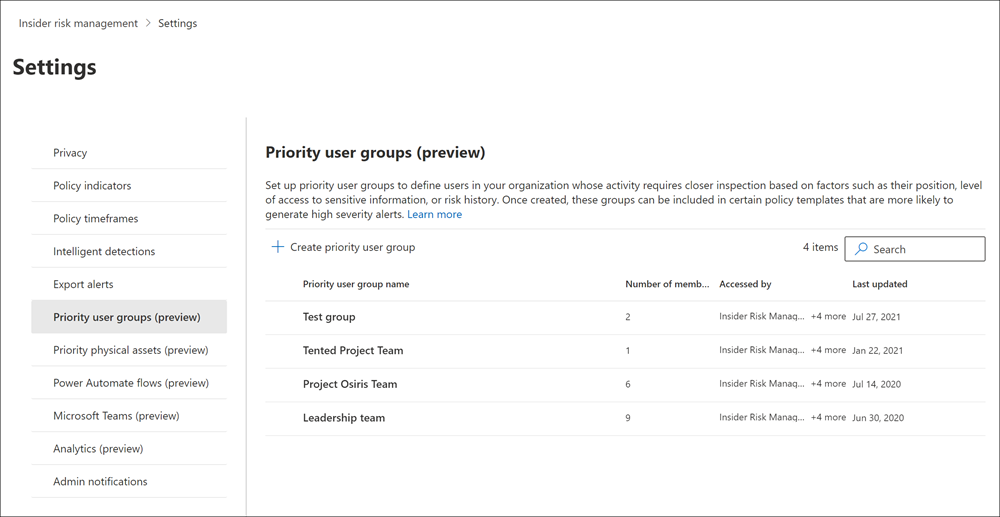 Insider risk management > Settings
Settings
Privacy
Policy indicators
Policy timeframes
Intelligent detections
Export alerts
Priority user groups (preview)
Priority physical assets (preview)
Power Automate flows (preview)
Microsoft Teams (preview)
Analytics (preview)
Admin notifications
Priority user groups (preview)
Set up priority user groups to define users in your organization whose activity requires closer inspection based on factors such as their position, level
of access to sensitive information, or risk history. Once created, these groups can be included in certain policy templates that are more likely to
generate high severity alerts. Learn more
Create priority user group 4 items Search
Priority user group name Number of memb... Accessed by Last updated
Test group 2 Insider Risk Manag... +4 more Jul 27, 2021
Tented Project Team 1 Insider Risk Manag... +4 more Jan 22, 2021
Project Osiris Team 6 Insider Risk Manag... +4 more Jul 14, 2020
Leadership team 9 Insider Risk Manag... +4 more Jun 30, 2020